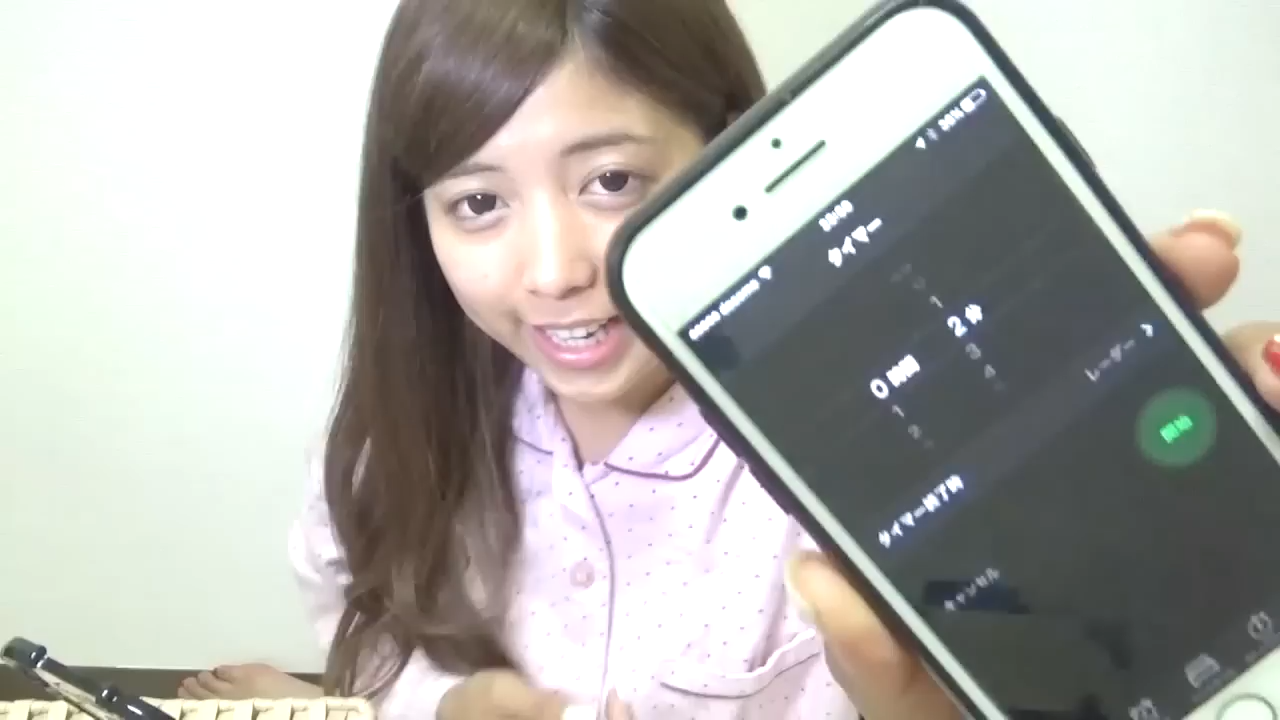 docomo
タイマー
0 時間 2 分
1
3
4
1
2
タイマー終了時
レーダー
開始
キャンセル